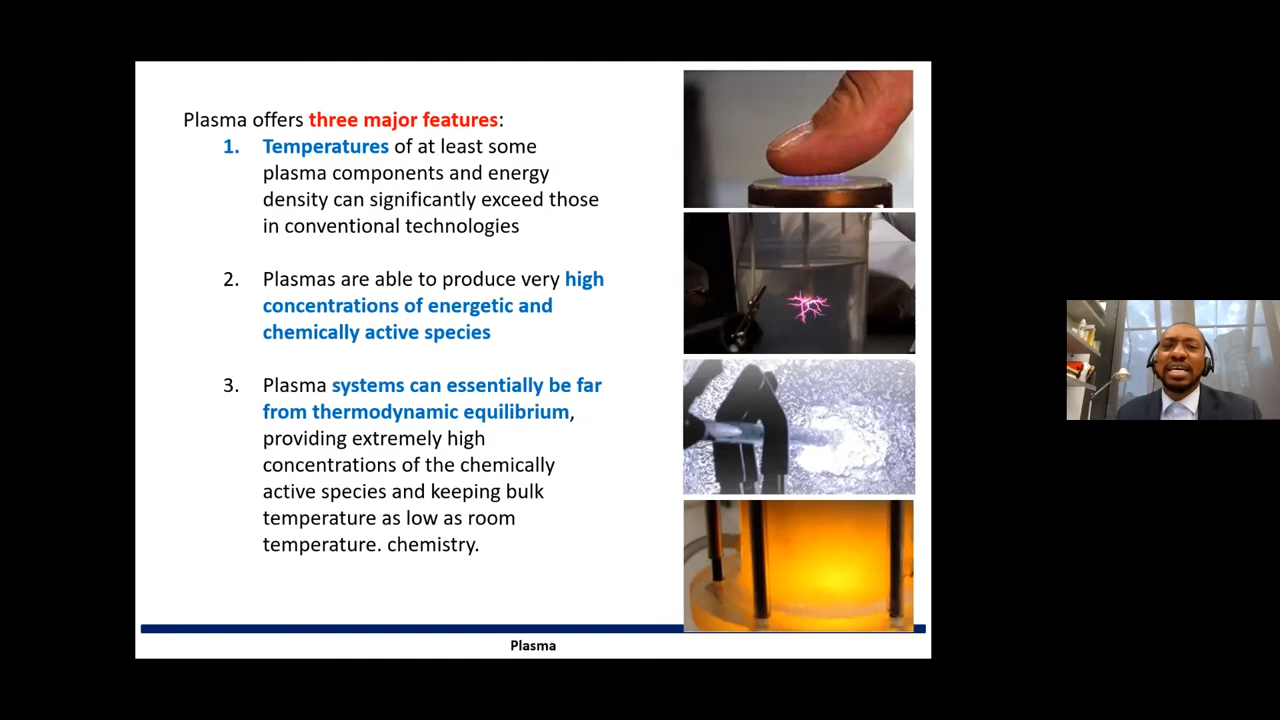 Plasma offers three major features:
1. Temperatures of at least some
plasma components and energy
density can significantly exceed those
in conventional technologies
2. Plasmas are able to produce very high
concentrations of energetic and
chemically active species
3. Plasma systems can essentially be far
from thermodynamic equilibrium,
providing extremely high
concentrations of the chemically
active species and keeping bulk
temperature as low as room
temperature. chemistry.
Plasma